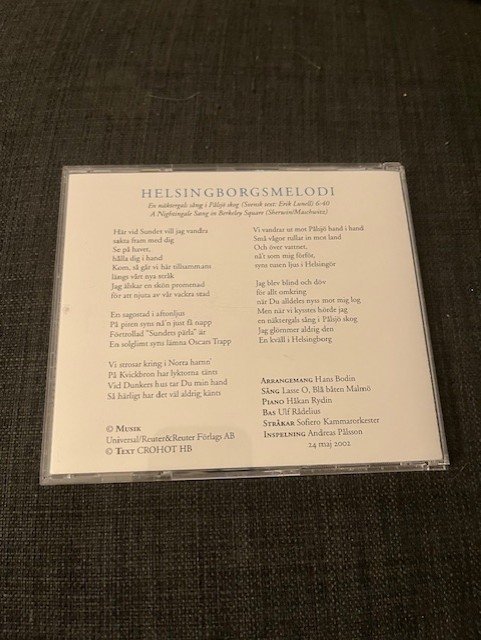 HELSINGBORGSMELODI
En näktergals sång i Pålsjö skog (Svensk text: Erik Lunell) 6:40
A Nightingale Sang in Berkeley Square (Sherwin/Maschwitz)
Här vid Sundet vill jag vandra
sakta fram med dig
Se på havet,
hålla dig i hand
Kom, så går vi här tillsammans
längs vårt nya stråk
Jag älskar en skön promenad
för att njuta av vår vackra stad
En sagostad i aftonljus
På piren syns nå'n just få napp
Förtrollad "Sundets pärla" är
En solglimt syns lämna Oscars Trapp
Vi strosar kring i Norra hamn'
På Kvickbron har lyktorna tänts
Vid Dunkers hus tar Du min hand
Så härligt har det väl aldrig känts
© MUSIK
Universal/Reuter&Reuter Förlags AB
© TEXT CROHOT HB
Vi vandrar ut mot Pålsjö hand i hand
Små vågor rullar in mot land
Och över vattnet,
nå't som mig förför,
syns natten ljus i Helsingör
Jag blev blind och döv
för allt omkring
när Du alldeles nyss mot mig log
Men när vi kysstes hörde jag
en näktergals sång i Pålsjö skog
Jag glömmer aldrig den
En kväll i Helsingborg
ARRANGEMANG Hans Bodin
SÅNG Lasse O, Blå båten Malmö
PIANO Håkan Rydin
BAS Ulf Rådelius
STRÅKAR Sofiero Kammarorkester
INSPELNING Andreas Pålsson
24 maj 2002